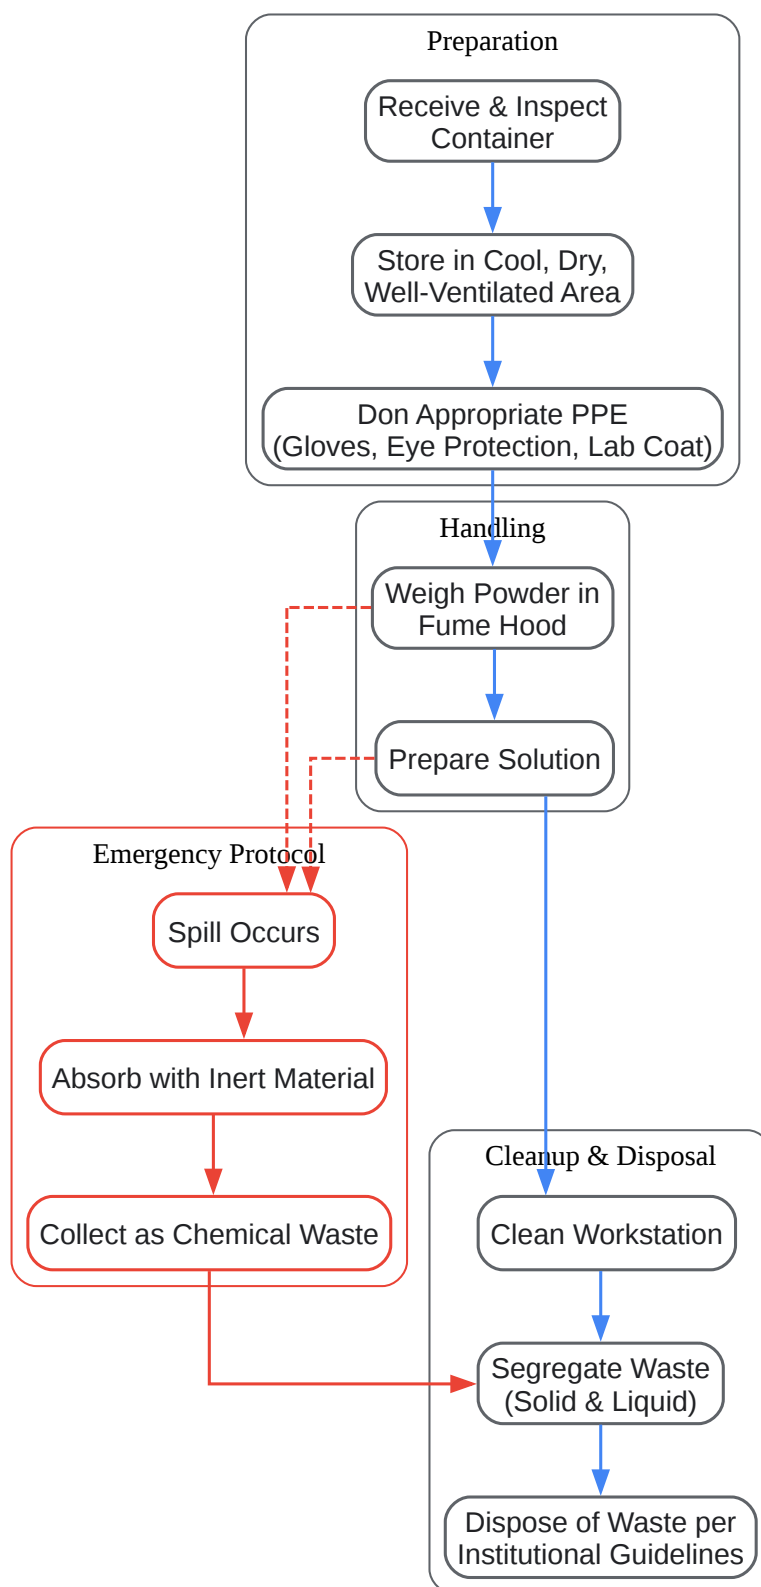 Preparation
Receive & Inspect
Container
Store in Cool, Dry,
Well-Ventilated Area
Don Appropriate PPE
(Gloves, Eye Protection, Lab Coat)
Handling
Weigh Powder in
Fume Hood
Prepare Solution
Emergency Protocol
Spill Occurs
Absorb with Inert Material
Collect as Chemical Waste
Cleanup & Disposal
Clean Workstation
Segregate Waste
(Solid & Liquid)
Dispose of Waste per
Institutional Guidelines